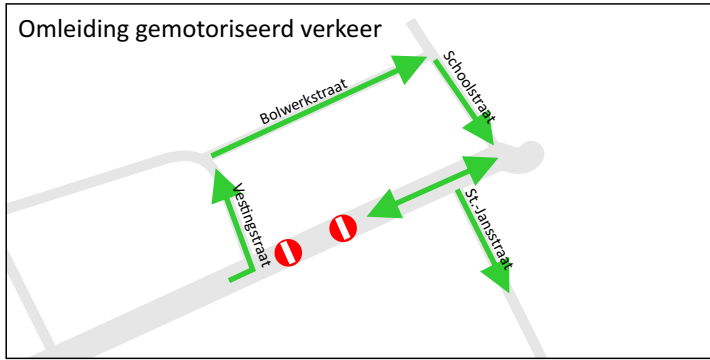 Omleiding gemotoriseerd verkeer
Schoolstraat
Bolwerkstraat
Vestingstraat
St.-Jansstraat